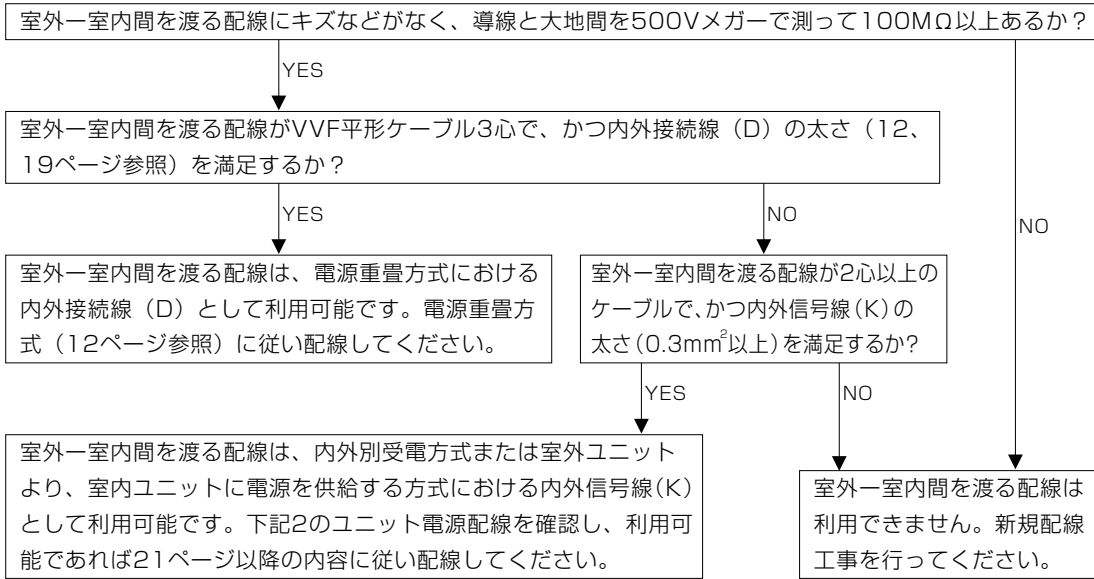 室外ー室内間を渡る配線にキズなどがなく、導線と大地間を500Vメガーで測って100MΩ以上あるか？
YES
室外ー室内間を渡る配線がVVF平形ケーブル3心で、かつ内外接続線（D）の太さ（12、
19ページ参照）を満足するか？
YES
NO
NO
室外ー室内間を渡る配線は、電源重畳方式における
内外接続線（D）として利用可能です。電源重畳方
式（12ページ参照）に従い配線してください。
室外ー室内間を渡る配線が2心以上の
ケーブルで、かつ内外信号線（K）の
太さ（0.3mm²以上）を満足するか？
YES
NO
室外ー室内間を渡る配線は、内外別受電方式または室外ユニット
より、室内ユニットに電源を供給する方式における内外信号線（K）
として利用可能です。下記2のユニット電源配線を確認し、利用可
能であれば21ページ以降の内容に従い配線してください。
室外ー室内間を渡る配線は
利用できません。新規配線
工事を行ってください。